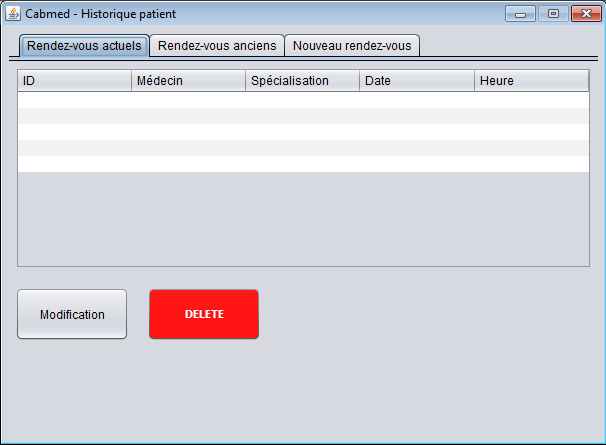 Cabmed - Historique patient
Rendez-vous actuels Rendez-vous anciens Nouveau rendez-vous
ID Médecin Spécialisation Date Heure
Modification DELETE